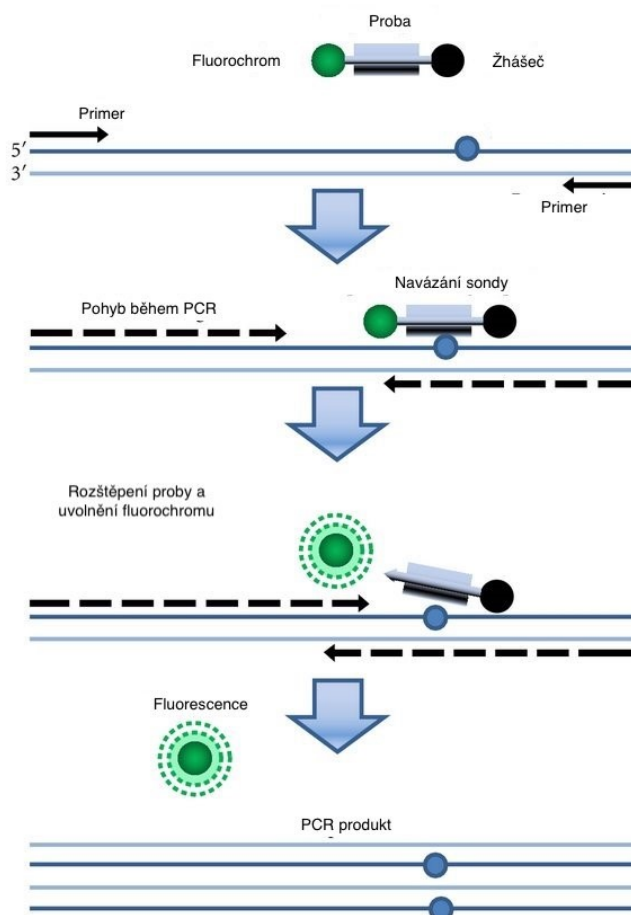 Proba
Fluorochrom
Žhášeč
Primer
5′
3′
Primer
Navázání sondy
Pohyb během PCR
Rozštěpení proby a
uvolnění fluorochromu
Fluorescence
PCR produkt